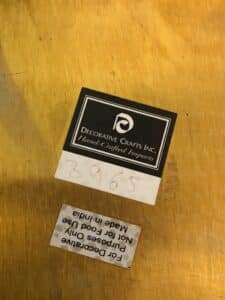 DECORATIVE CRAFTS INC.
Hand-Crafted Imports
3965
For Decorative
Purposes Only
Not for Food Use
Made in India